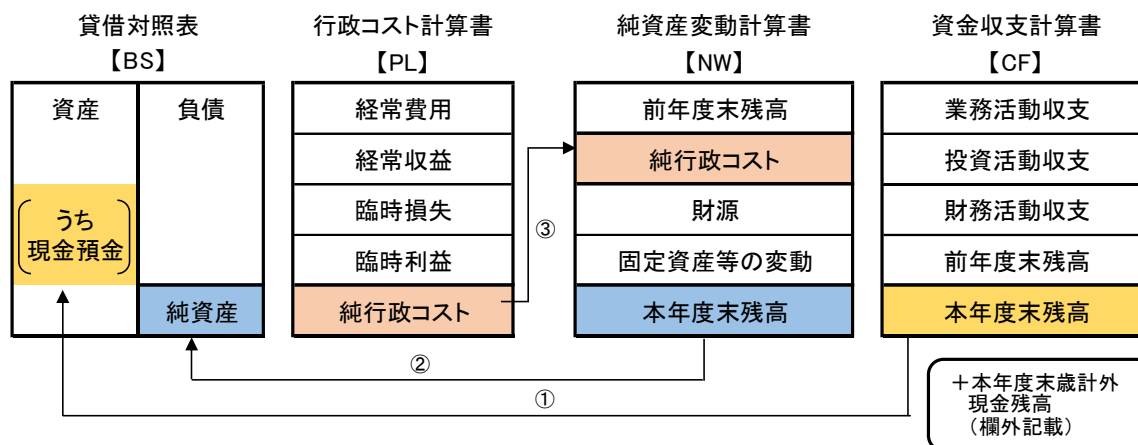 貸借対照表
【BS】
行政コスト計算書
【PL】
純資産変動計算書
【NW】
資金収支計算書
【CF】
資産
うち
現金預金
負債
純資産
経常費用
経常収益
臨時損失
臨時利益
純行政コスト
③
前年度末残高
純行政コスト
財源
固定資産等の変動
本年度末残高
業務活動収支
投資活動収支
財務活動収支
前年度末残高
本年度末残高
②
①
＋本年度末歳計外
現金残高
（欄外記載）